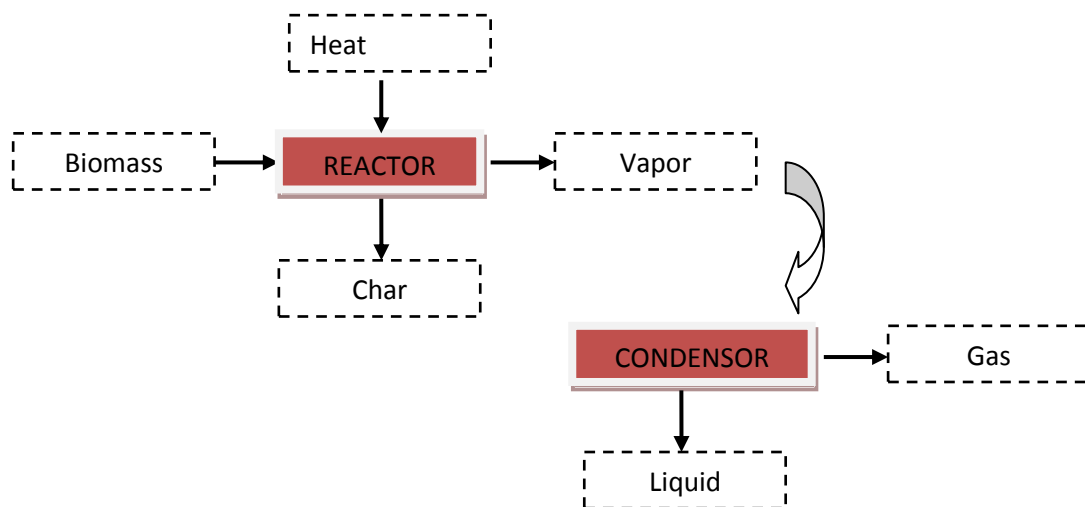 Heat
Biomass
REACTOR
Vapor
Char
CONDENSOR
Gas
Liquid